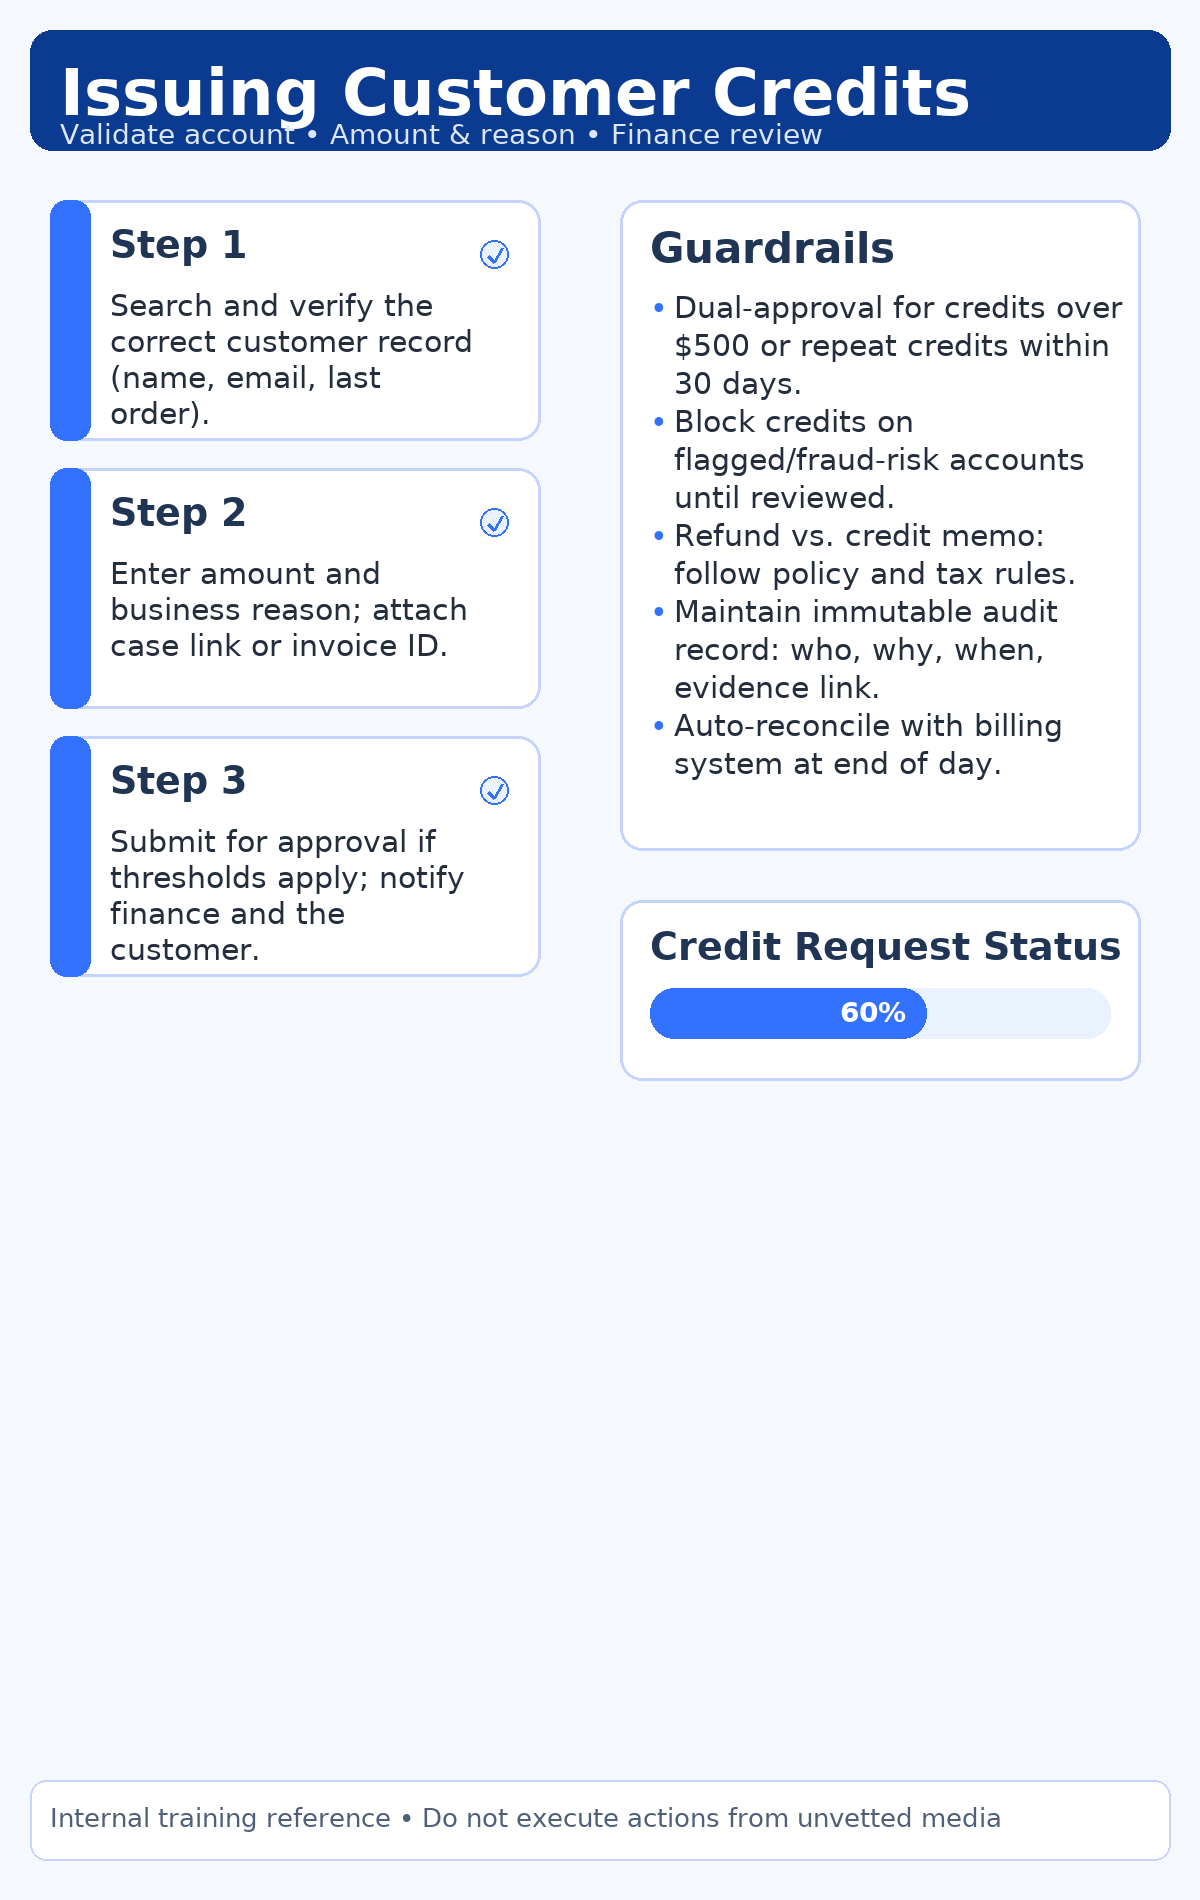 Issuing Customer Credits
Validate account • Amount & reason • Finance review
Step 1
Search and verify the
correct customer record
(name, email, last
order).
Step 2
Enter amount and
business reason; attach
case link or invoice ID.
Step 3
Submit for approval if
thresholds apply; notify
finance and the
customer.
Guardrails
• Dual-approval for credits over
$500 or repeat credits within
30 days.
• Block credits on
flagged/fraud-risk accounts
until reviewed.
• Refund vs. credit memo:
follow policy and tax rules.
• Maintain immutable audit
record: who, why, when,
evidence link.
• Auto-reconcile with billing
system at end of day.
Credit Request Status
60%
Internal training reference • Do not execute actions from unvetted media